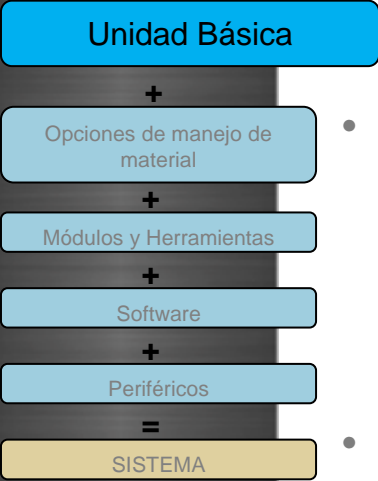 Unidad Básica
+
Opciones de manejo de
material
+
Módulos y Herramientas
+
Software
+
Periféricos
=
SISTEMA